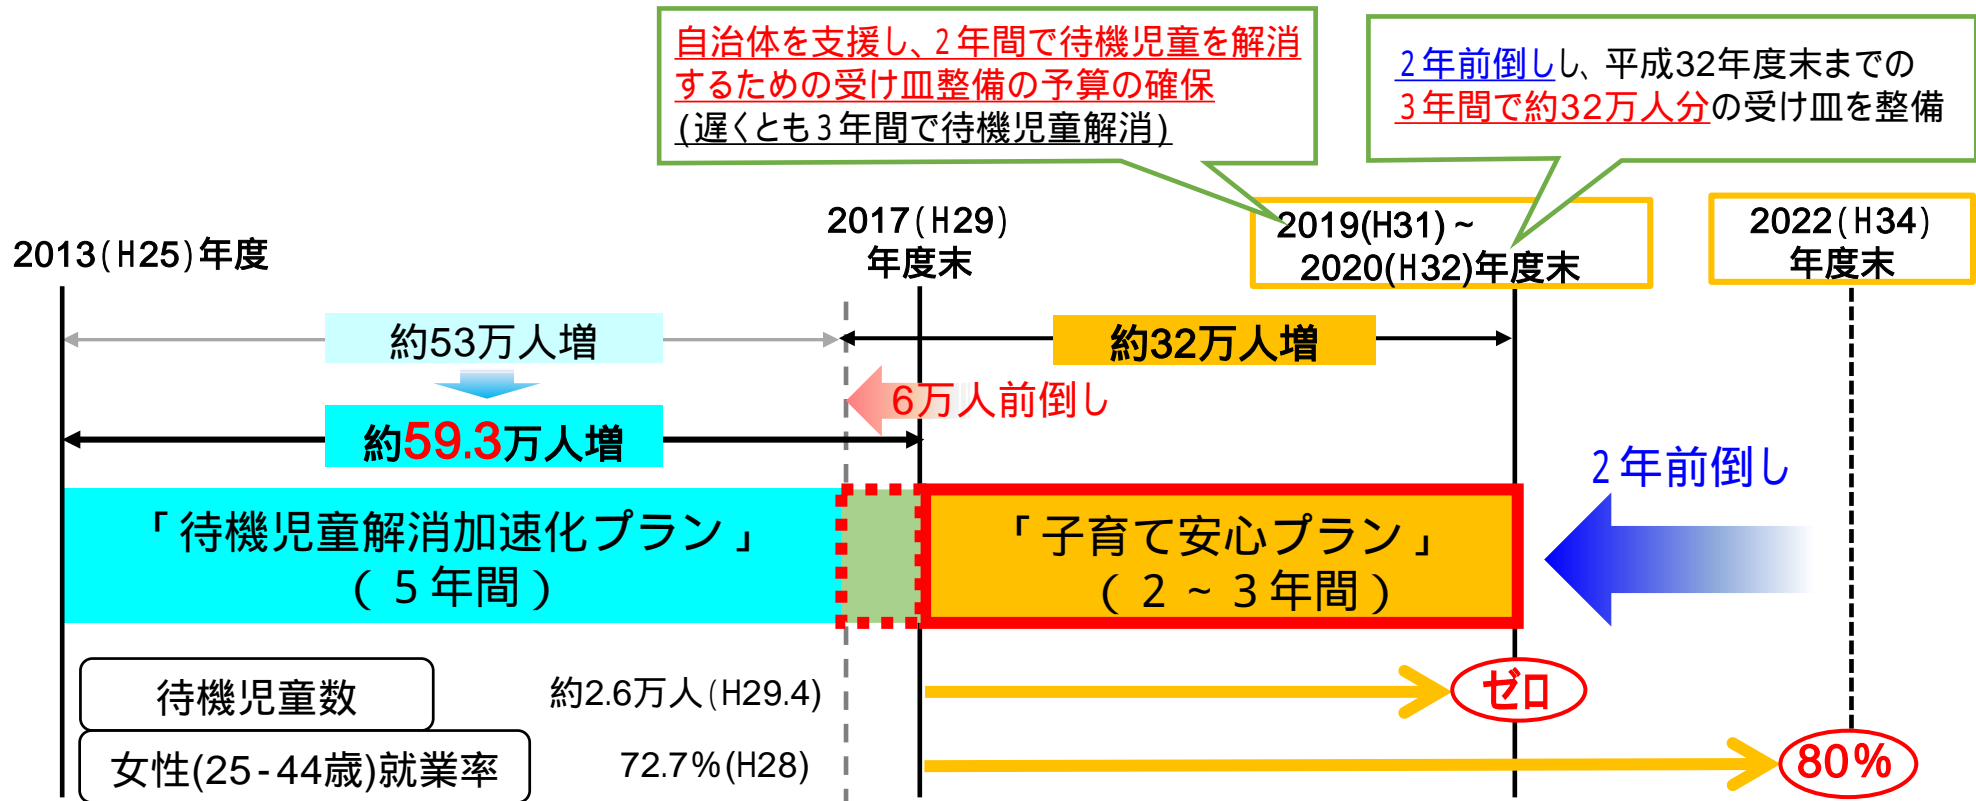 自治体を支援し、2年間で待機児童を解消
するための受け皿整備の予算の確保
(遅くとも3年間で待機児童解消)
2年前倒しし、平成32年度末までの
3年間で約32万人分の受け皿を整備
2013(H25)年度
2017(H29)
年度末
2019(H31)~
2020(H32)年度末
2022(H34)
年度末
約53万人増
約32万人増
6万人前倒し
約59.3万人増
2年前倒し
「待機児童解消加速化プラン」
(5年間)
「子育て安心プラン」
(2~3年間)
待機児童数
約2.6万人(H29.4)
ゼロ
女性(25-44歳)就業率
72.7%(H28)
80%